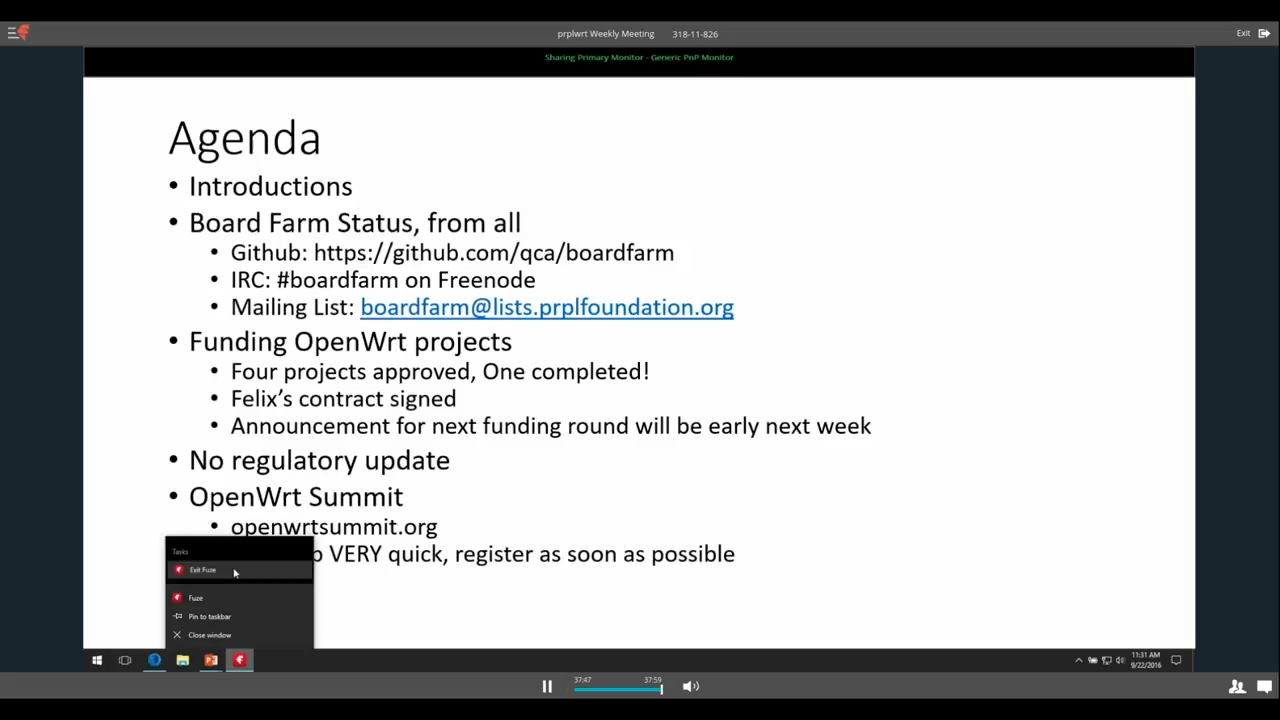 prplwrt Weekly Meeting 318-11-826
Exit
Sharing Primary Monitor - Generic PnP Monitor
Agenda
• Introductions
• Board Farm Status, from all
• Github: https://github.com/qca/boardfarm
• IRC: #boardfarm on Freenode
• Mailing List: boardfarm@lists.prplfoundation.org
• Funding OpenWrt projects
• Four projects approved, One completed!
• Felix’s contract signed
• Announcement for next funding round will be early next week
• No regulatory update
• OpenWrt Summit
• openwrtsummit.org
VERY quick, register as soon as possible
Tasks
Exit Fuze
Fuze
Pin to taskbar
Close window
11:31 AM
9/22/2016
37:47 37:59